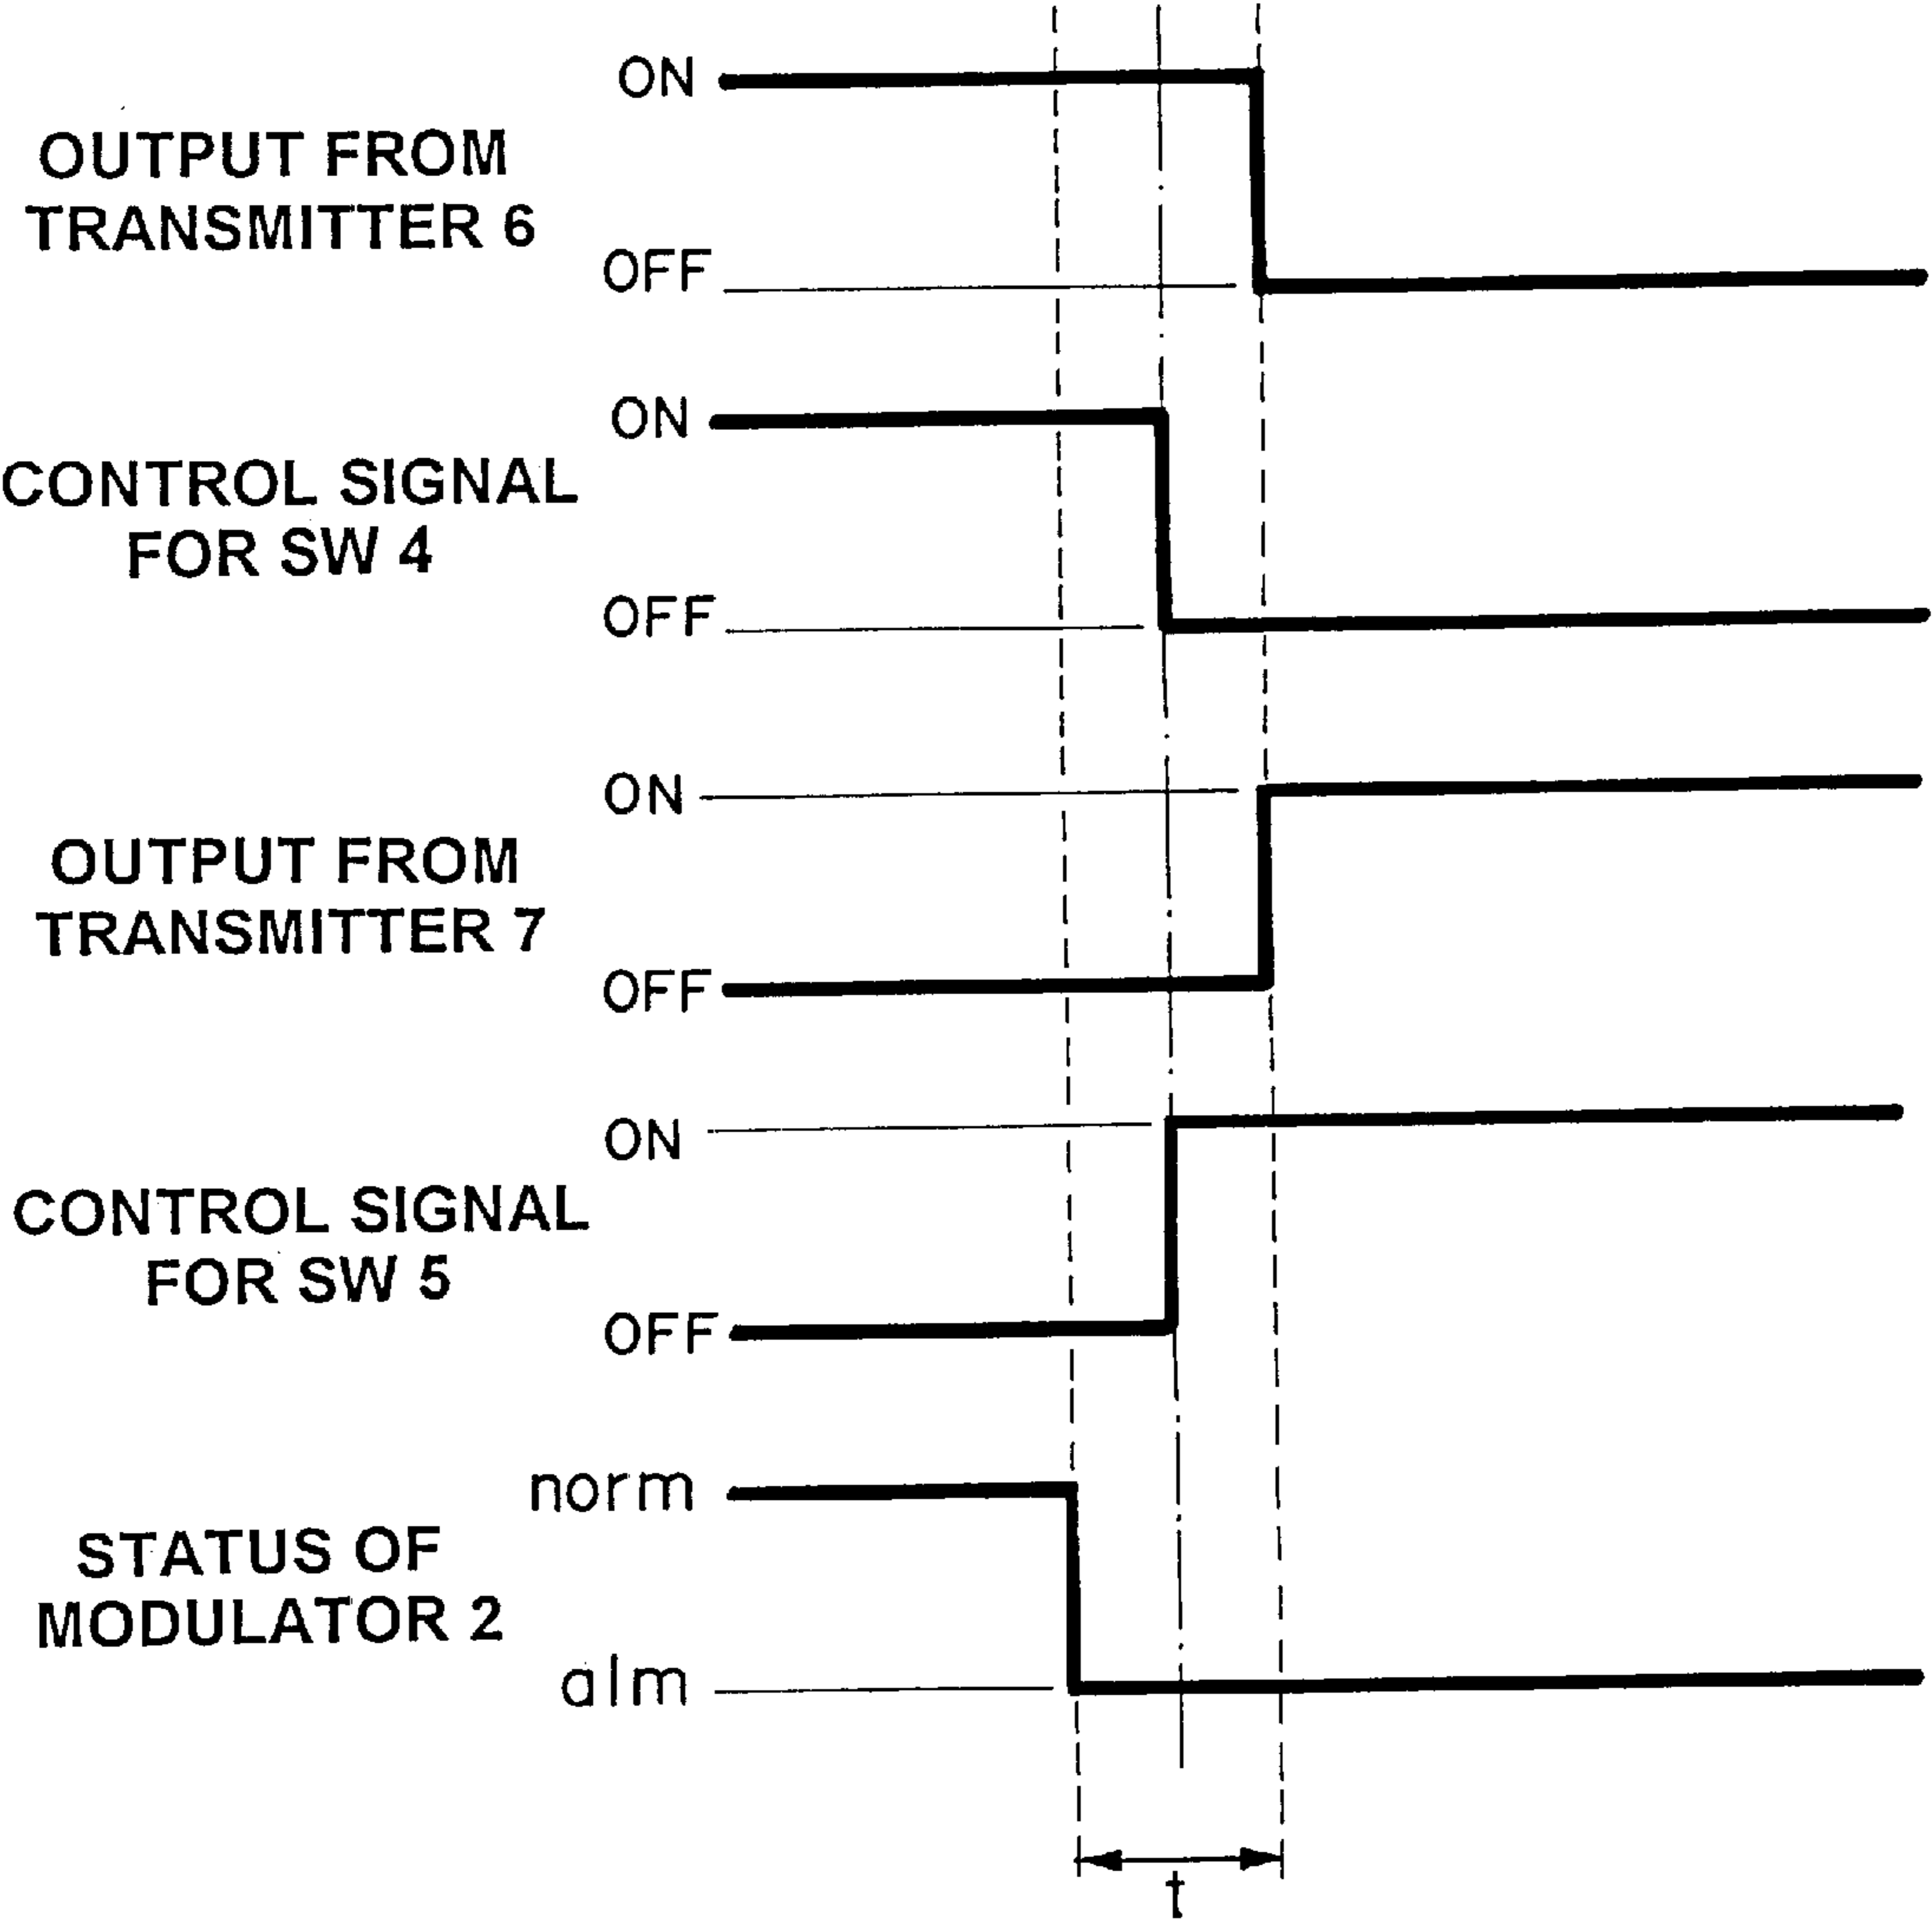 ON
OUTPUT FROM
TRANSMITTER 6
OFF
ON
CONTROL SIGNAL
FOR SW 4
OFF
ON
OUTPUT FROM
TRANSMITTER 7
OFF
ON
CONTROL SIGNAL
FOR SW 5
OFF
norm
STATUS OF
MODULATOR 2
alm
t